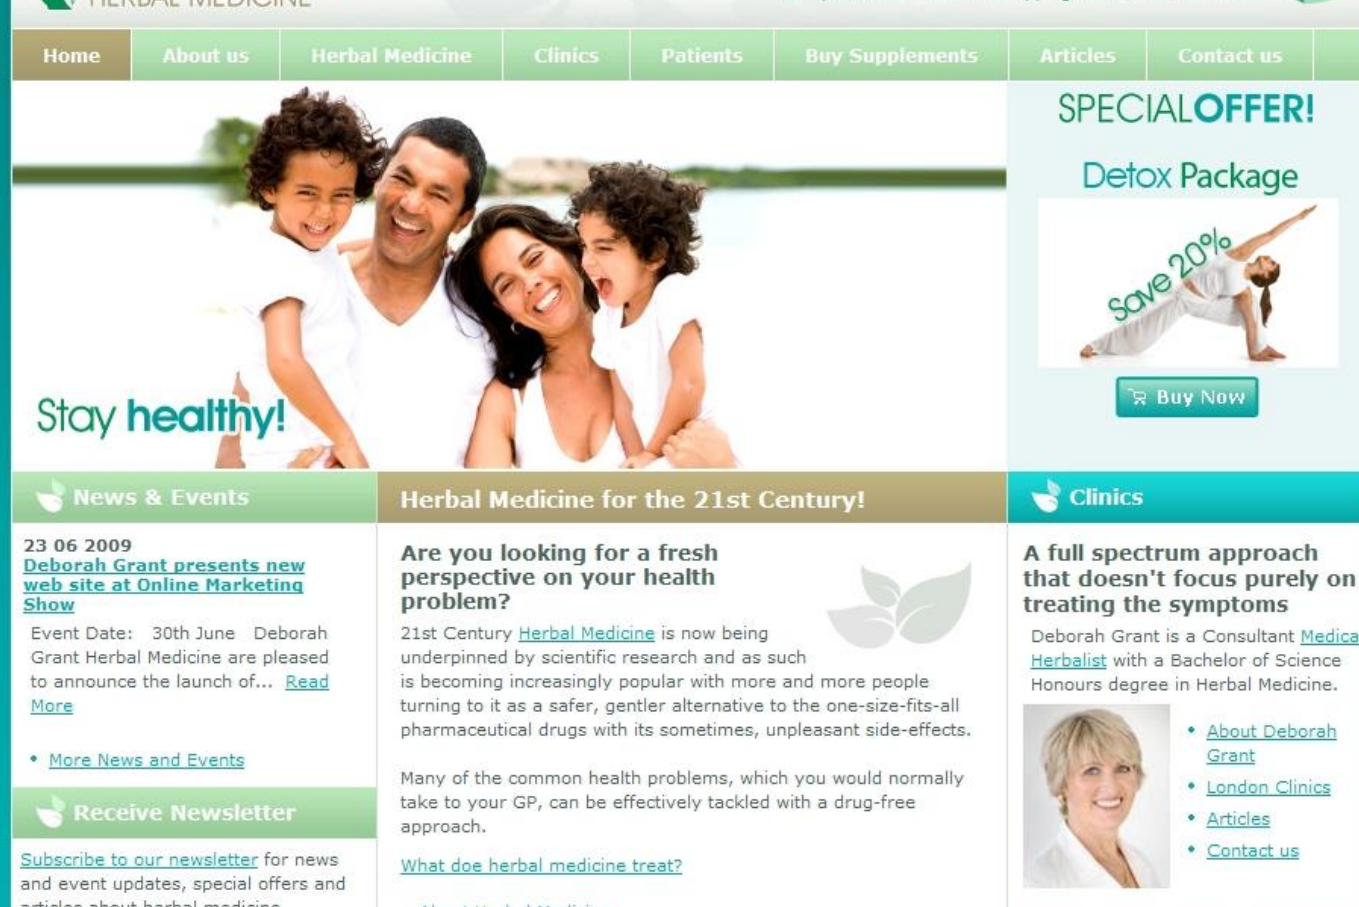 HERBAL MEDICINE
Home About us Herbal Medicine Clinics Patients Buy Supplements Articles Contact us
Stay healthy!
SPECIALOFFER!
Detox Package
Save 20%
Buy Now
News & Events
23 06 2009
Deborah Grant presents new
web site at Online Marketing
Show
Event Date: 30th June Deborah
Grant Herbal Medicine are pleased
to announce the launch of... Read
More
• More News and Events
Receive Newsletter
Subscribe to our newsletter for news
and event updates, special offers and
articles about herbal medicine
Herbal Medicine for the 21st Century!
Are you looking for a fresh
perspective on your health
problem?
21st Century Herbal Medicine is now being
underpinned by scientific research and as such
is becoming increasingly popular with more and more people
turning to it as a safer, gentler alternative to the one-size-fits-all
pharmaceutical drugs with its sometimes, unpleasant side-effects.
Many of the common health problems, which you would normally
take to your GP, can be effectively tackled with a drug-free
approach.
What doe herbal medicine treat?
Clinics
A full spectrum approach
that doesn't focus purely on
treating the symptoms
Deborah Grant is a Consultant Medica
Herbalist with a Bachelor of Science
Honours degree in Herbal Medicine.
• About Deborah
Grant
• London Clinics
• Articles
• Contact us